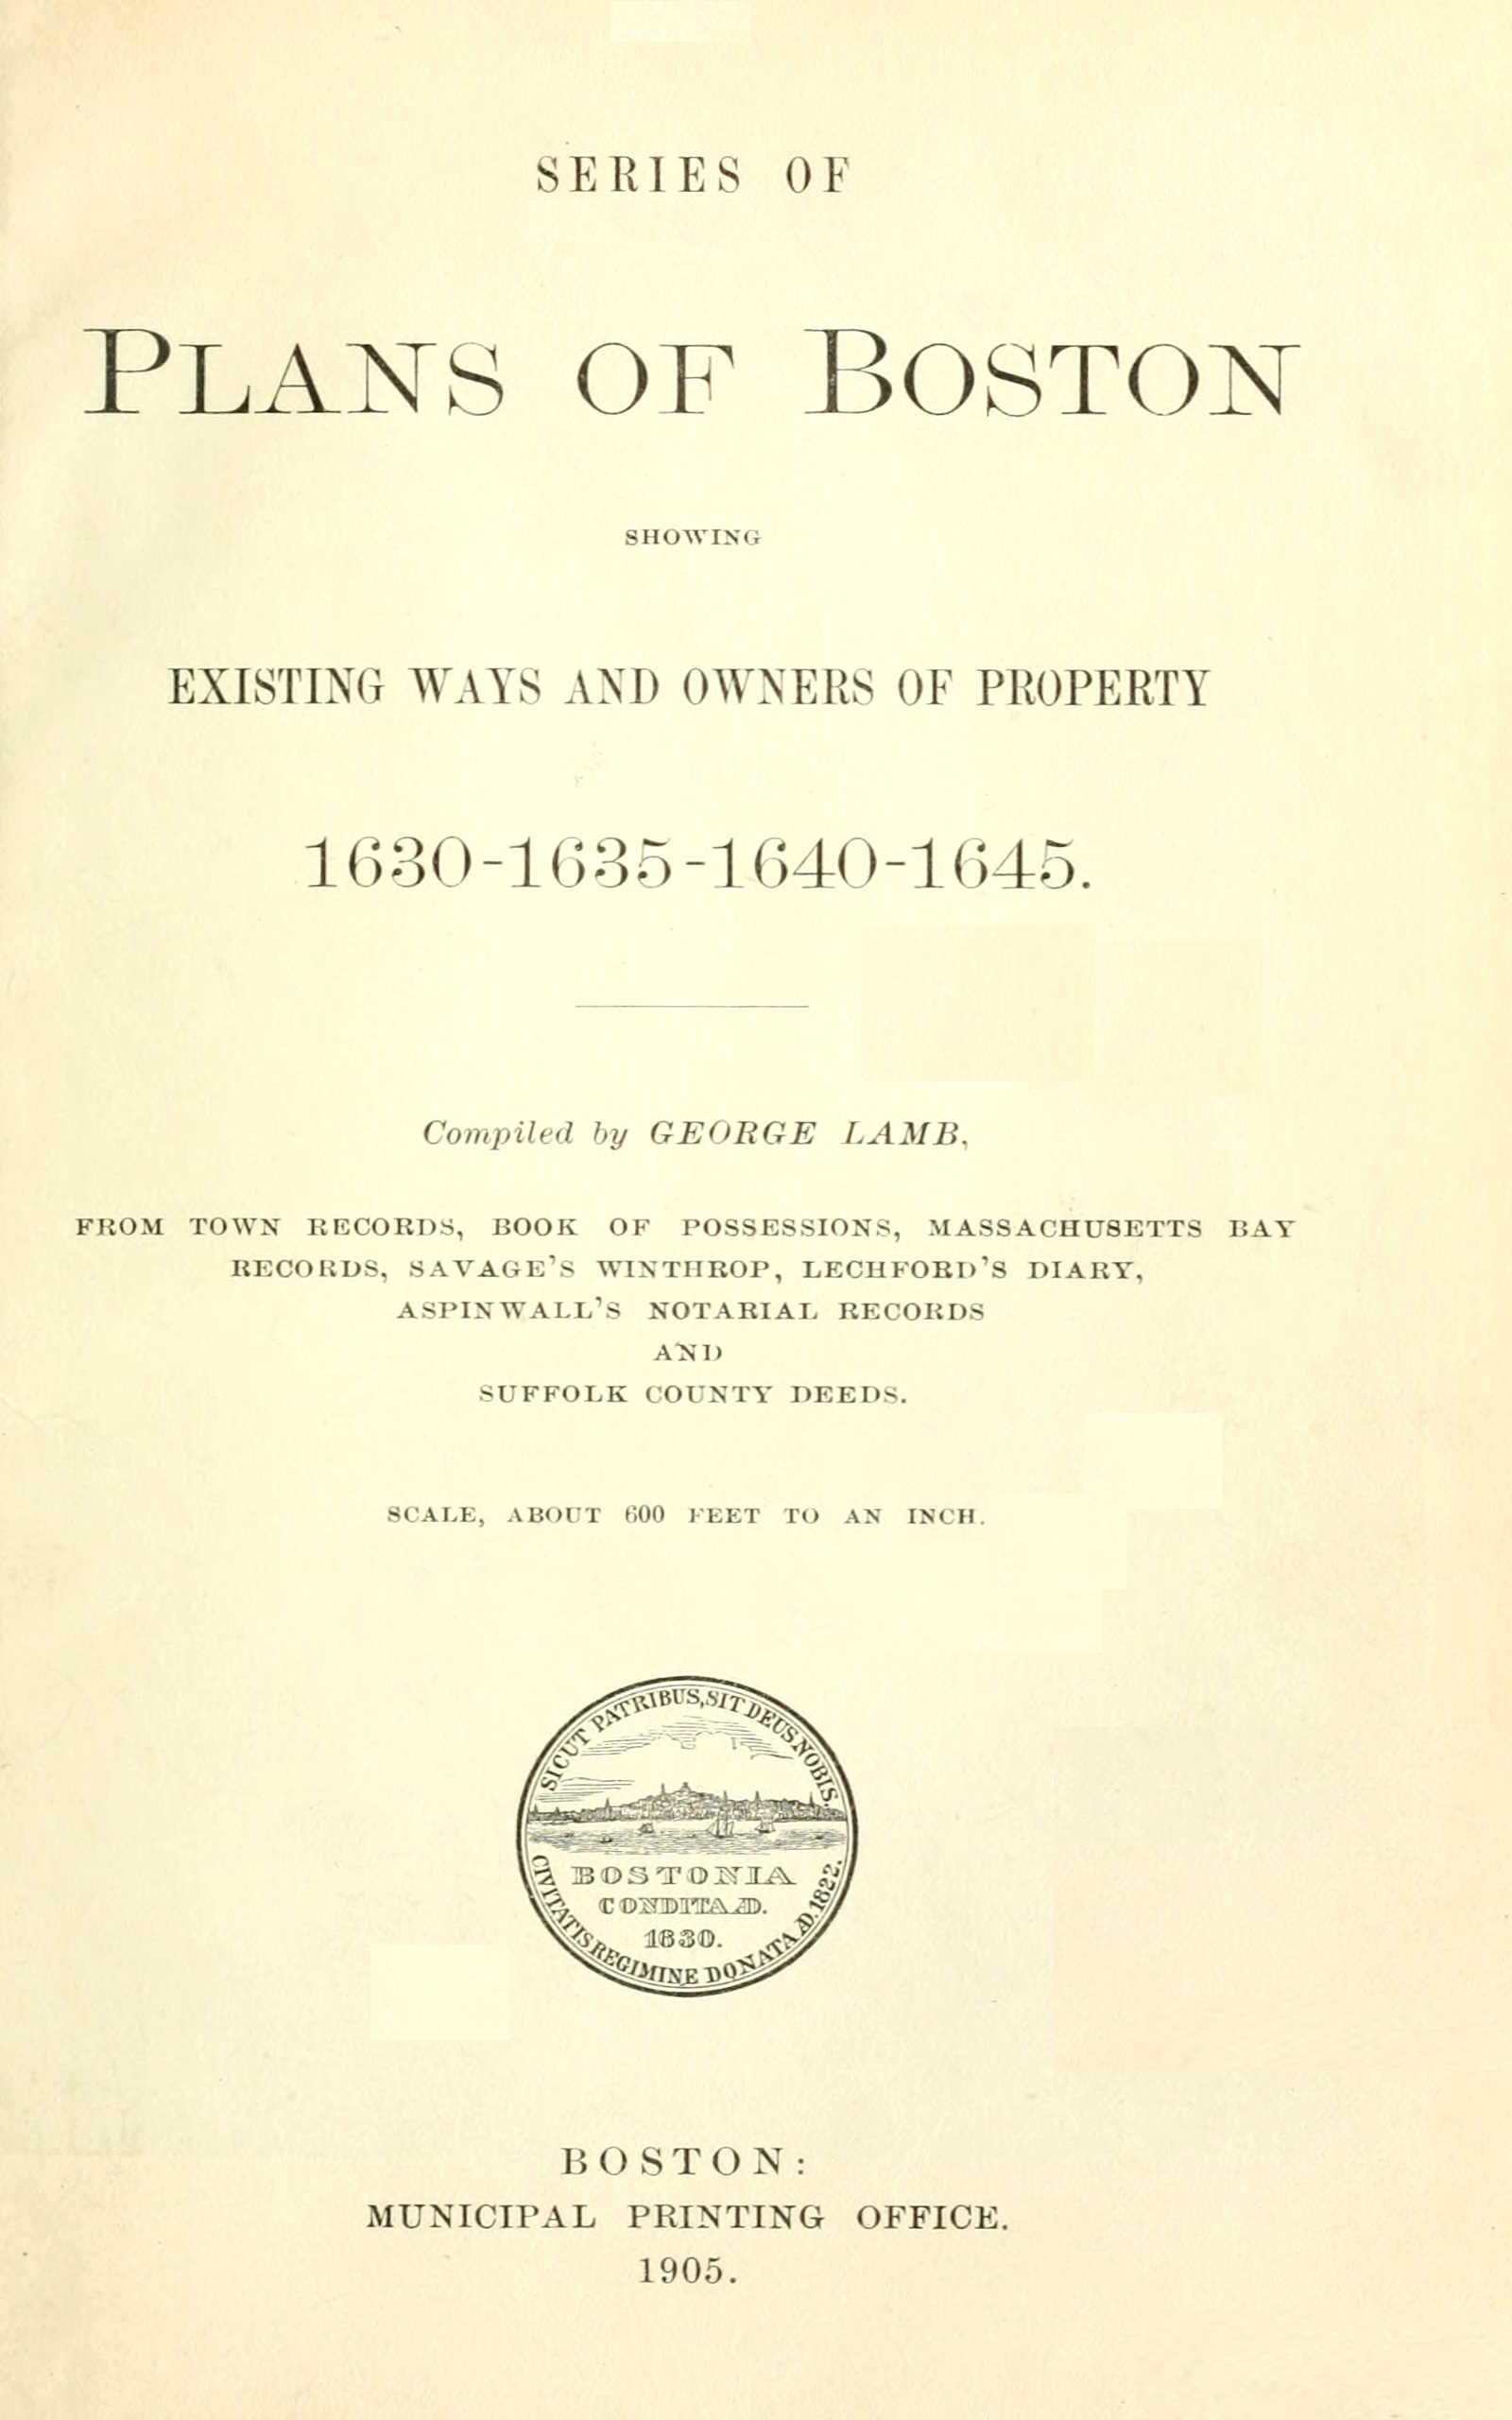 SERIES OF
PLANS OF BOSTON
SHOWING
EXISTING WAYS AND OWNERS OF PROPERTY
1630-1635-1640-1645.
Compiled by GEORGE LAMB,
FROM TOWN RECORDS, BOOK OF POSSESSIONS, MASSACHUSETTS BAY
RECORDS, SAVAGE'S WINTHROP, LECHFORD'S DIARY,
ASPINWALL'S NOTARIAL RECORDS
AND
SUFFOLK COUNTY DEEDS.
SCALE, ABOUT 600 FEET TO AN INCH.
SICUT PATRIBUS, SIT DEUS NOBIS.
BOSTONIA
CONDITA AD.
1630.
CIVITATIS REGIMINE DONATA AD. 1822.
BOSTON:
MUNICIPAL PRINTING OFFICE.
1905.